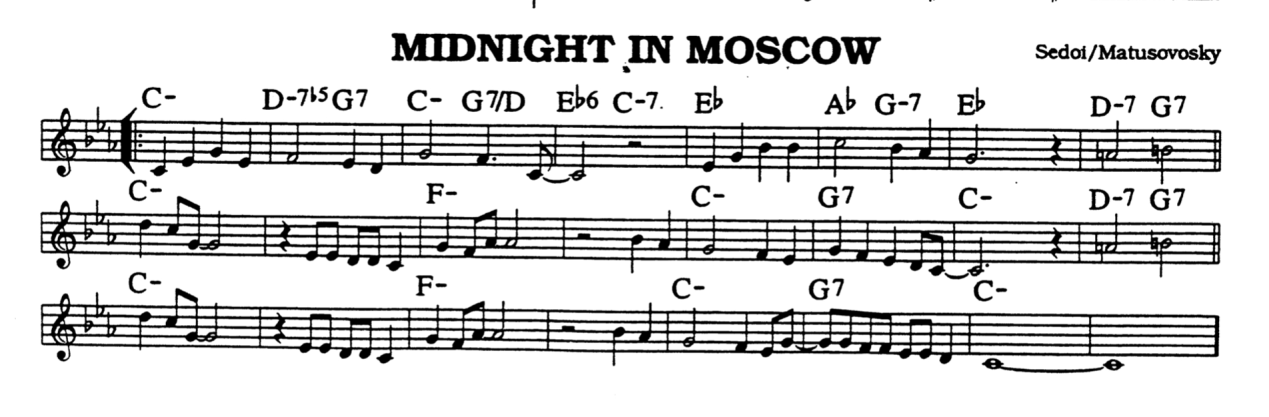 MIDNIGHT IN MOSCOW
Sedoi/Matusovosky
C- D-7♭5 G7 C- G7/D E♭6 C-7. E♭ A♭ G-7 E♭ D-7 G7
C- F- C- G7 C- D-7 G7
C- F- C- G7 C-